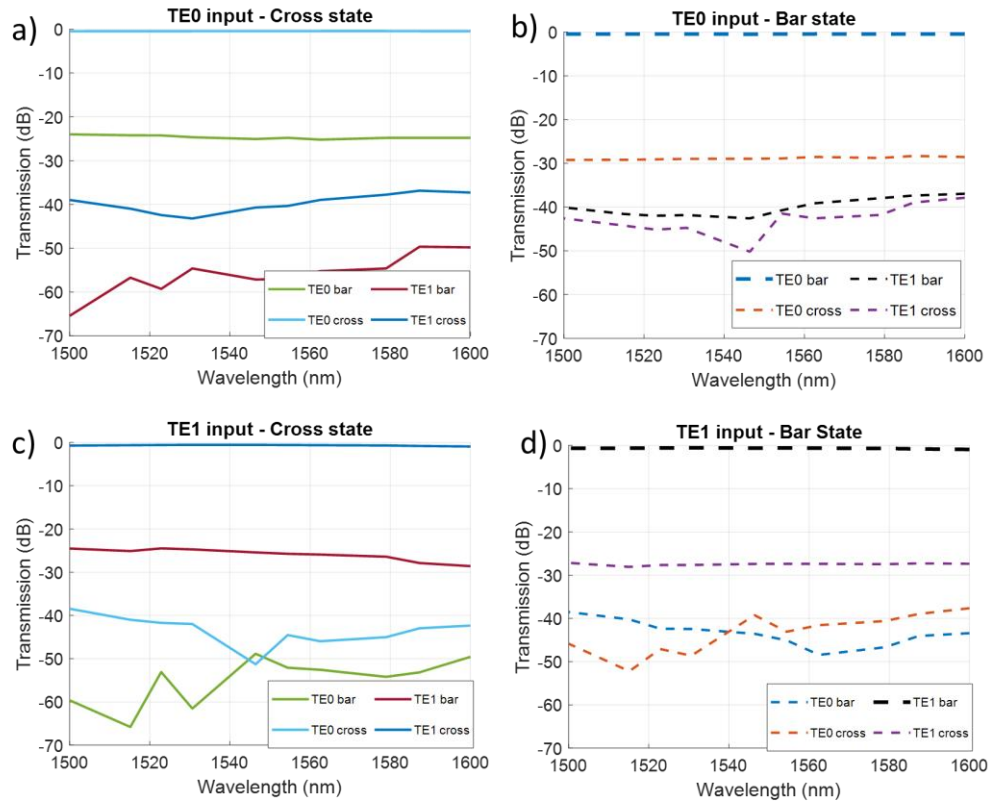 a)
TE0 input - Cross state
0
-10
-20
-30
-40
-50
-60
-70
Transmission (dB)
TE0 bar TE1 bar
TE0 cross TE1 cross
1500 1520 1540 1560 1580 1600
Wavelength (nm)
b)
TE0 input - Bar state
0
-10
-20
-30
-40
-50
-60
-70
Transmission (dB)
TE0 bar TE1 bar
TE0 cross TE1 cross
1500 1520 1540 1560 1580 1600
Wavelength (nm)
c)
TE1 input - Cross state
0
-10
-20
-30
-40
-50
-60
-70
Transmission (dB)
TE0 bar TE1 bar
TE0 cross TE1 cross
1500 1520 1540 1560 1580 1600
Wavelength (nm)
d)
TE1 input - Bar State
0
-10
-20
-30
-40
-50
-60
-70
Transmission (dB)
TE0 bar TE1 bar
TE0 cross TE1 cross
1500 1520 1540 1560 1580 1600
Wavelength (nm)